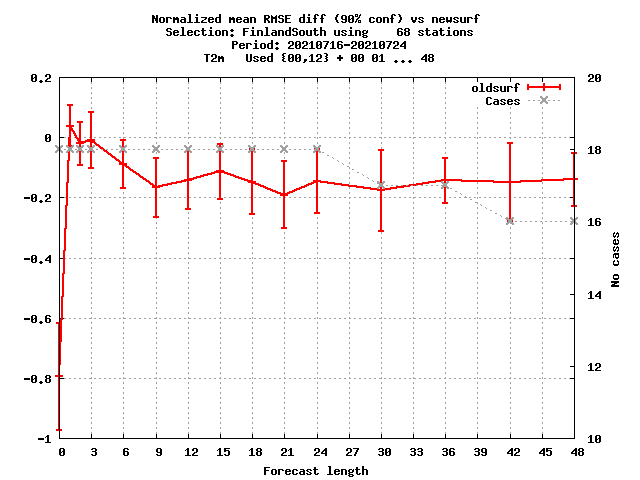 Normalized mean RMSE diff (90% conf) vs newsurf
Selection: FinlandSouth using    68 stations
Period: 20210716-20210724
T2m   Used {00,12} + 00 01 ... 48
oldsurf
Cases
0.2
0
-0.2
-0.4
-0.6
-0.8
-1
20
18
16
14
12
10
No cases
0 3 6 9 12 15 18 21 24 27 30 33 36 39 42 45 48
Forecast length